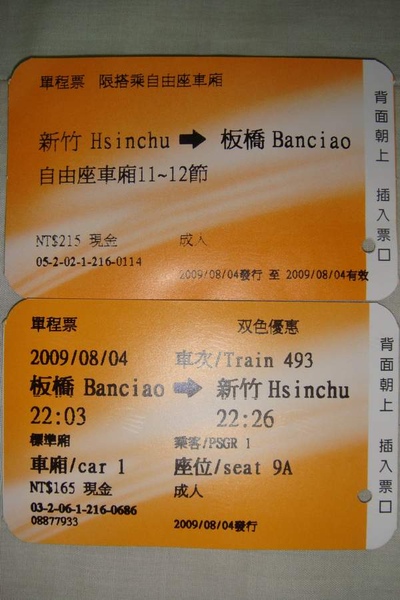 單程票 限搭乘自由座車廂
新竹 Hsinchu ➡ 板橋 Banciao
自由座車廂11~12節
NT$215 現金 成人
05-2-02-1-216-0114
2009/08/04發行 至 2009/08/04有效
背面朝上 插入票口
單程票 双色優惠
2009/08/04 車次/Train 493
板橋 Banciao ➡ 新竹 Hsinchu
22:03 22:26
標準廂 乘客/PSGR 1
車廂/car 1 座位/seat 9A
NT$165 現金 成人
03-2-06-1-216-0686
08877933 2009/08/04發行
背面朝上 插入票口